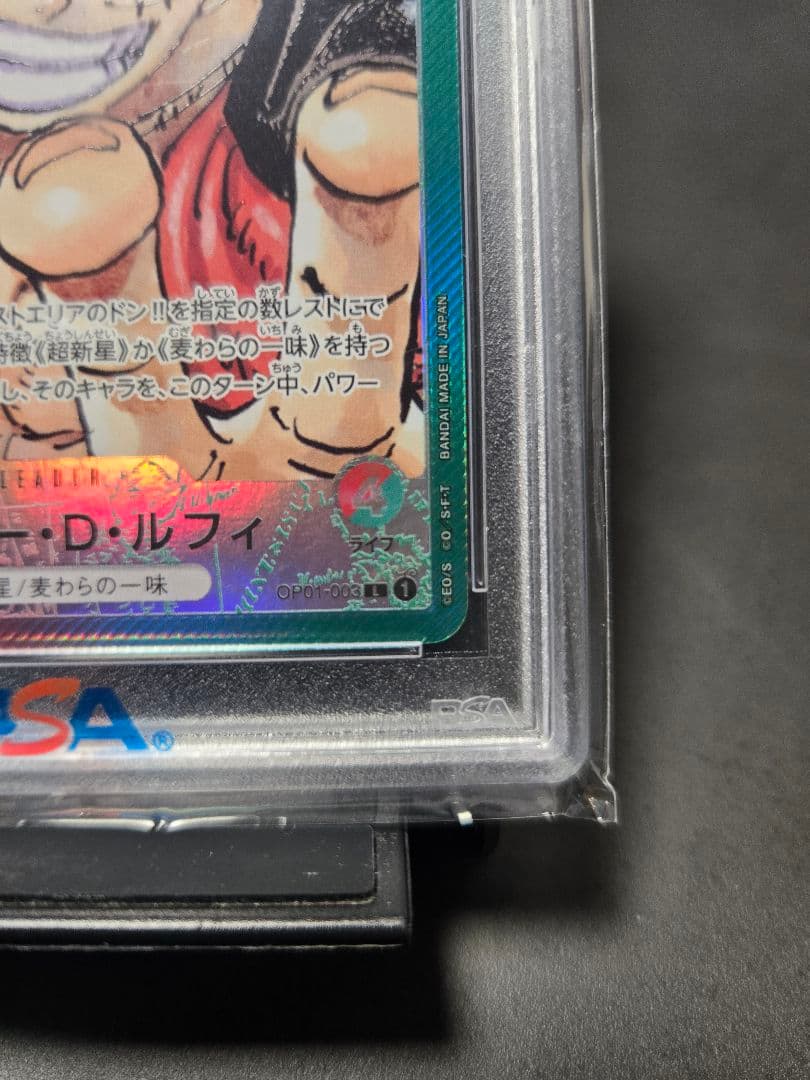 ストエリアのドン!!を指定の数レストにで
特徴《超新星》か《麦わらの一味》を持つ
し、そのキャラを、このターン中、パワー
LEADER
4
ー・D・ルフィ
ライフ
星/麦わらの一味
OP01-003 L 1
©EO/S ©O/S·F·T BANDAI MADE IN JAPAN.
PSA®
PSA